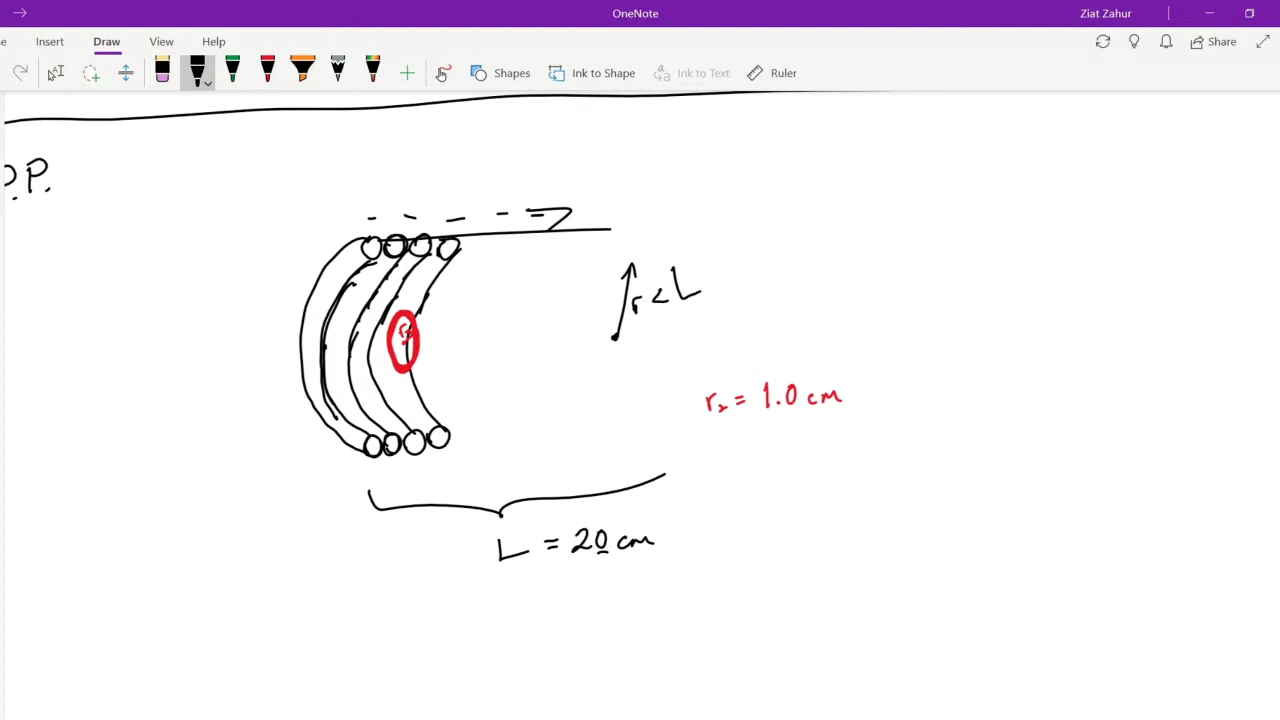 OneNote
Ziat Zahur
Insert Draw View Help
Share
Shapes Ink to Shape Ink to Text Ruler
.P.
r < L
r₂ = 1.0 cm
L = 20 cm